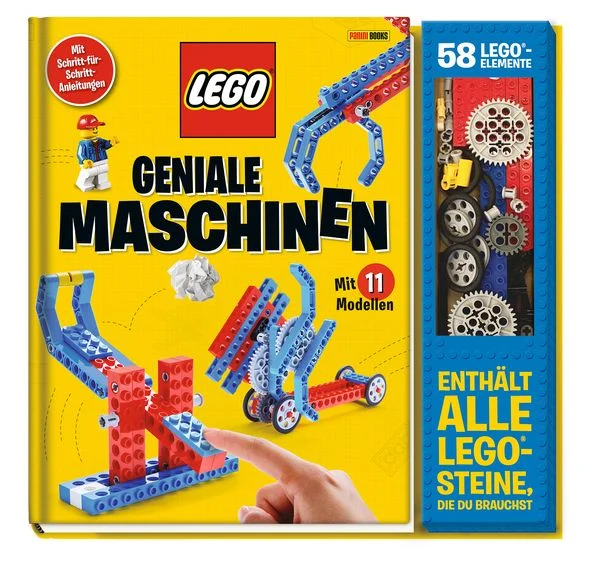 Mit
Schritt-für-
Schritt-
Anleitungen
PANINI BOOKS
LEGO®
GENIALE
MASCHINEN
Mit 11
Modellen
58 LEGO®-
ELEMENTE
ENTHÄLT
ALLE
LEGO®-
STEINE,
DIE DU BRAUCHST